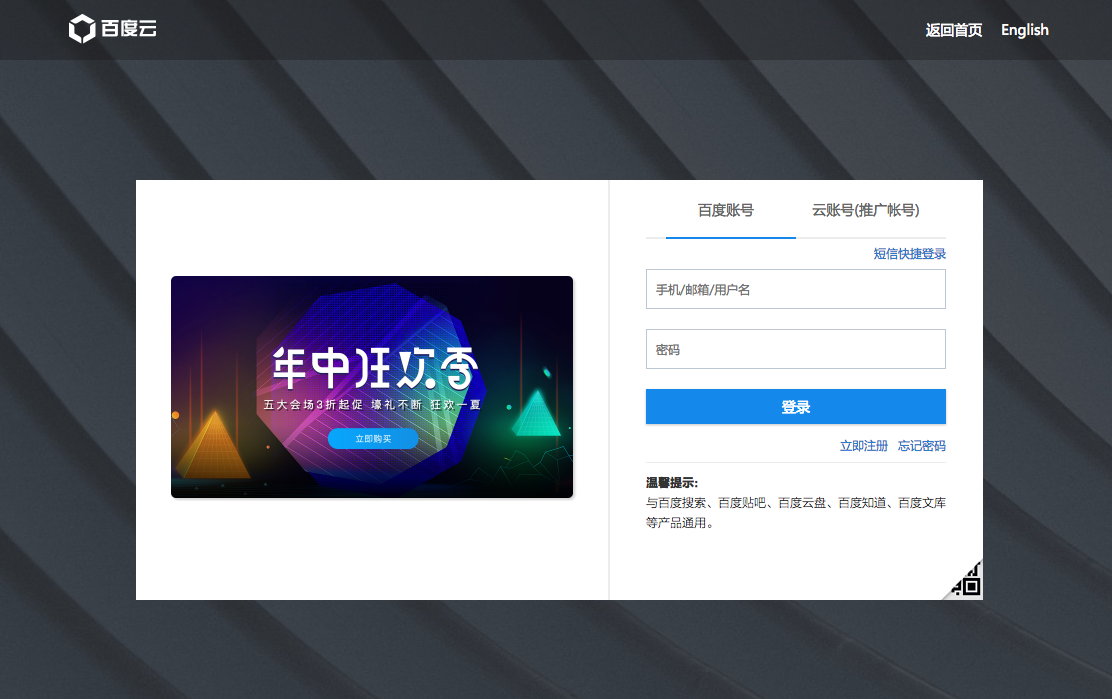 百度云
返回首页 English
百度账号 云账号(推广帐号)
短信快捷登录
手机/邮箱/用户名
密码
登录
立即注册 忘记密码
温馨提示:
与百度搜索、百度贴吧、百度云盘、百度知道、百度文库
等产品通用。
年中狂欢季
五大会场3折起促 壕礼不断 狂欢一夏
立即购买